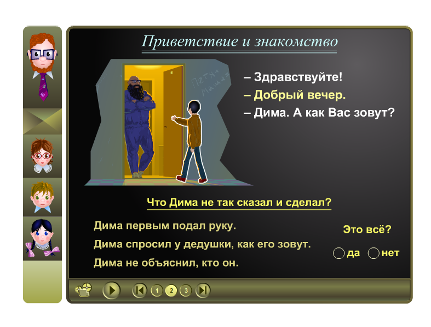 Приветствие и знакомство
– Здравствуйте!
– Добрый вечер.
– Дима. А как Вас зовут?
Что Дима не так сказал и сделал?
Дима первым подал руку.
Дима спросил у дедушки, как его зовут.
Дима не объяснил, кто он.
Это всё?
да нет
1 2 3